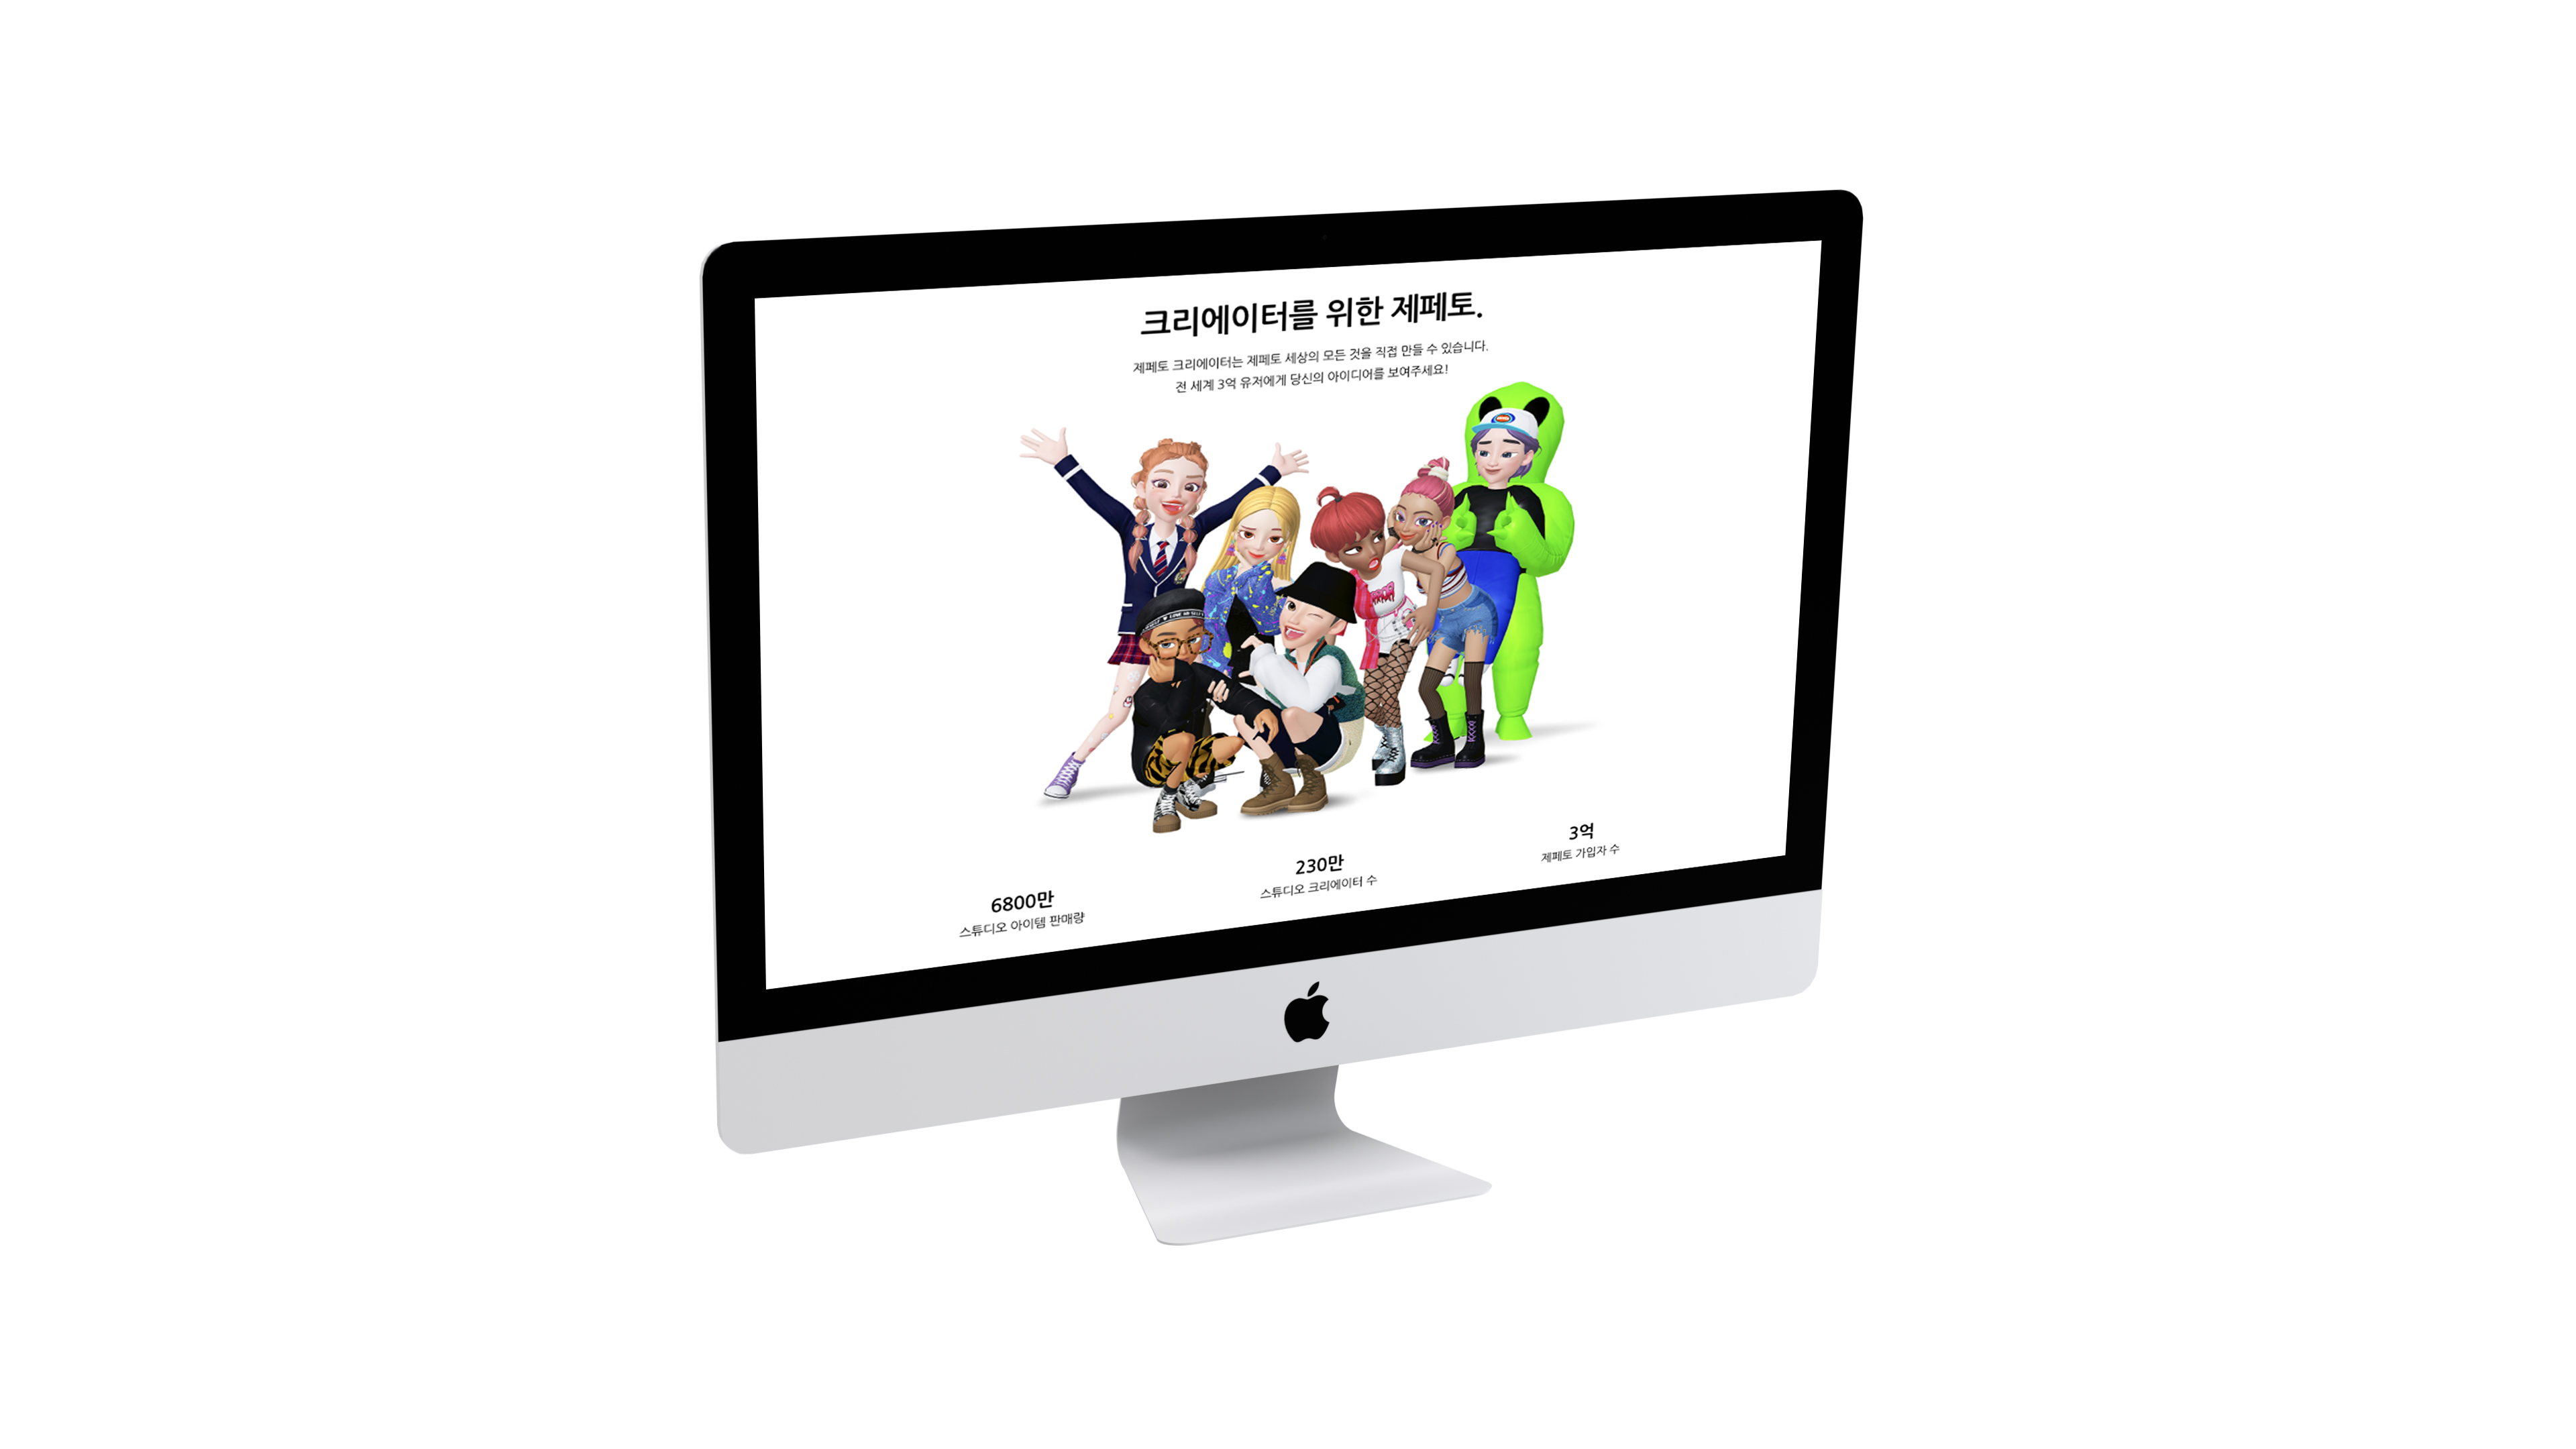 크리에이터를 위한 제페토.
제페토 크리에이터는 제페토 세상의 모든 것을 직접 만들 수 있습니다.
전 세계 3억 유저에게 당신의 아이디어를 보여주세요!
6800만
스튜디오 아이템 판매량
230만
스튜디오 크리에이터 수
3억
제페토 가입자 수